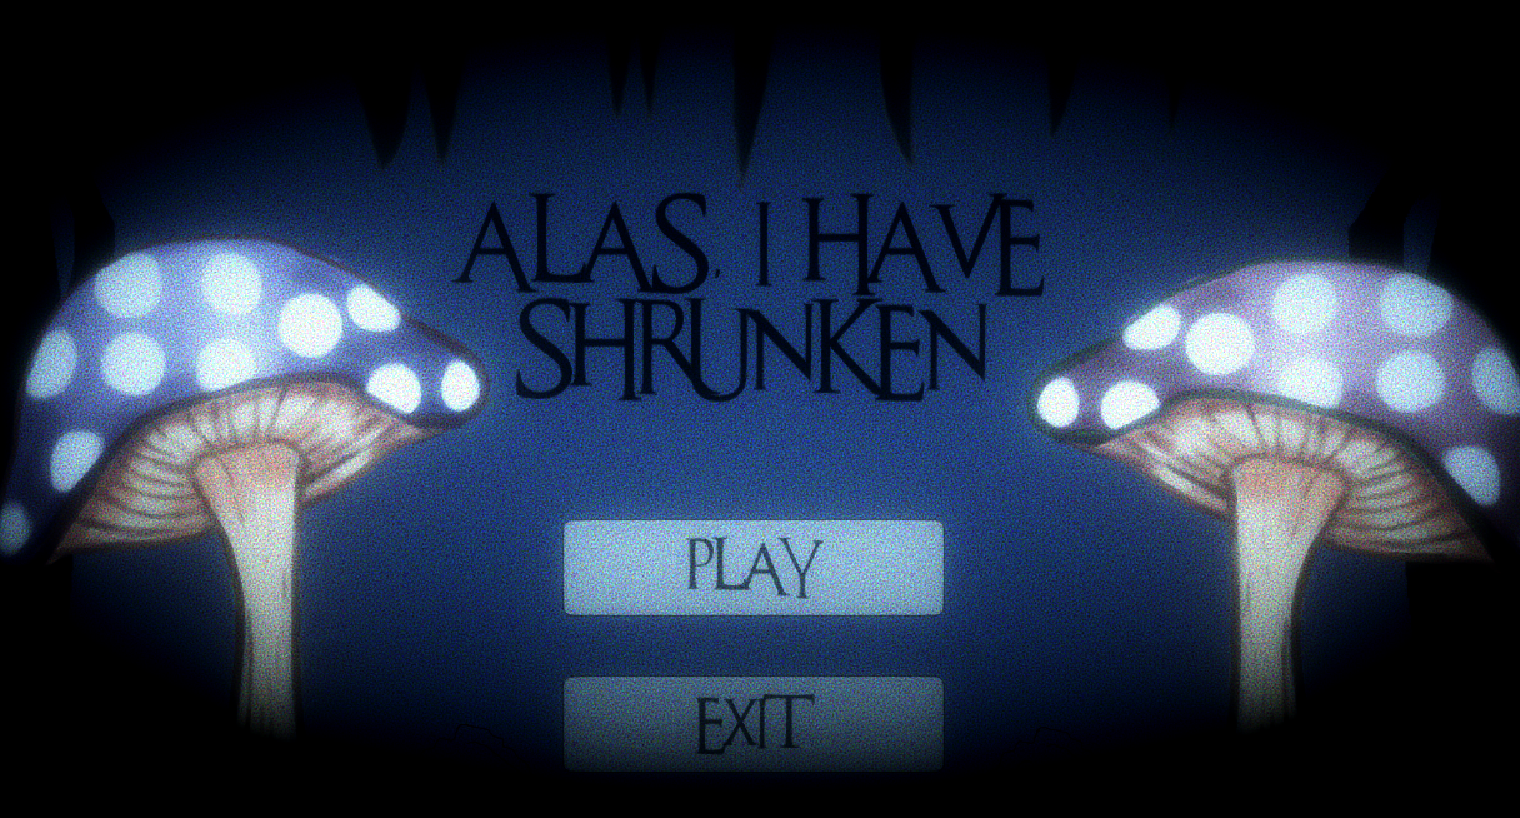 ALAS, I HAVE
SHRUNKEN
PLAY
EXIT